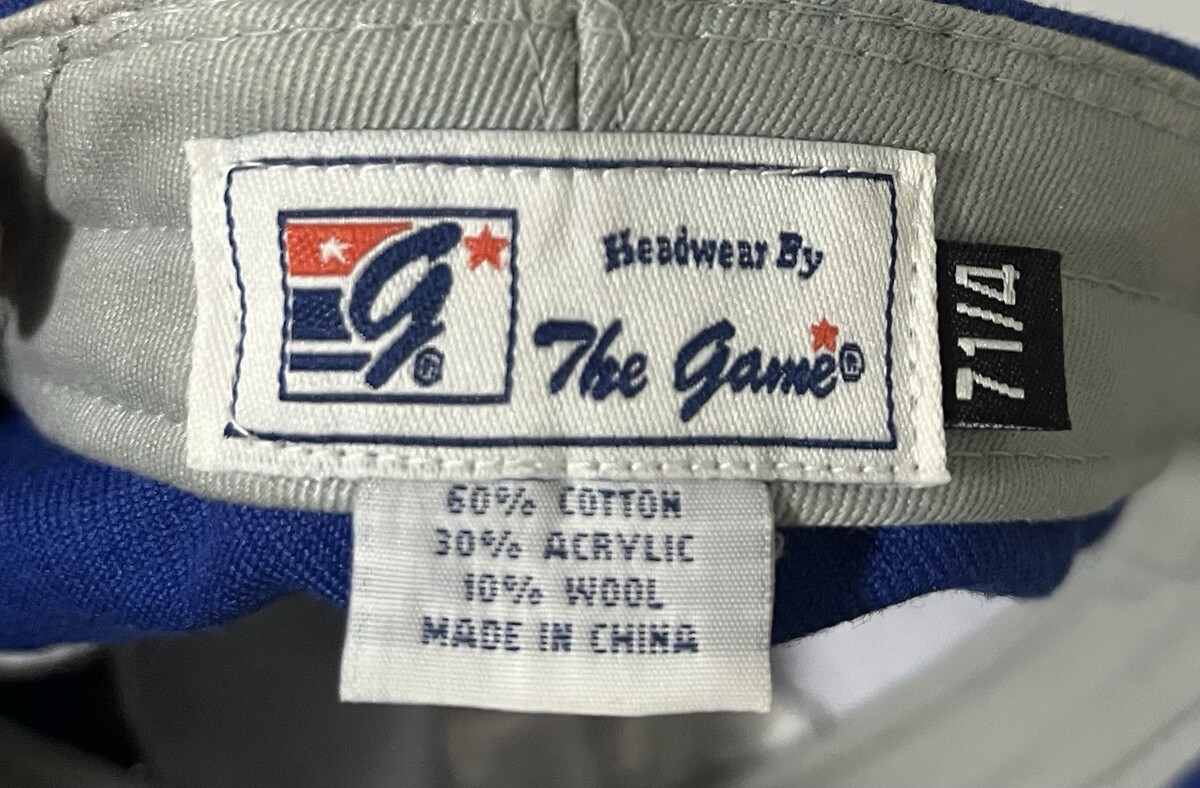 g®
Headwear By
The Game®
7 1/4
60% COTTON
30% ACRYLIC
10% WOOL
MADE IN CHINA